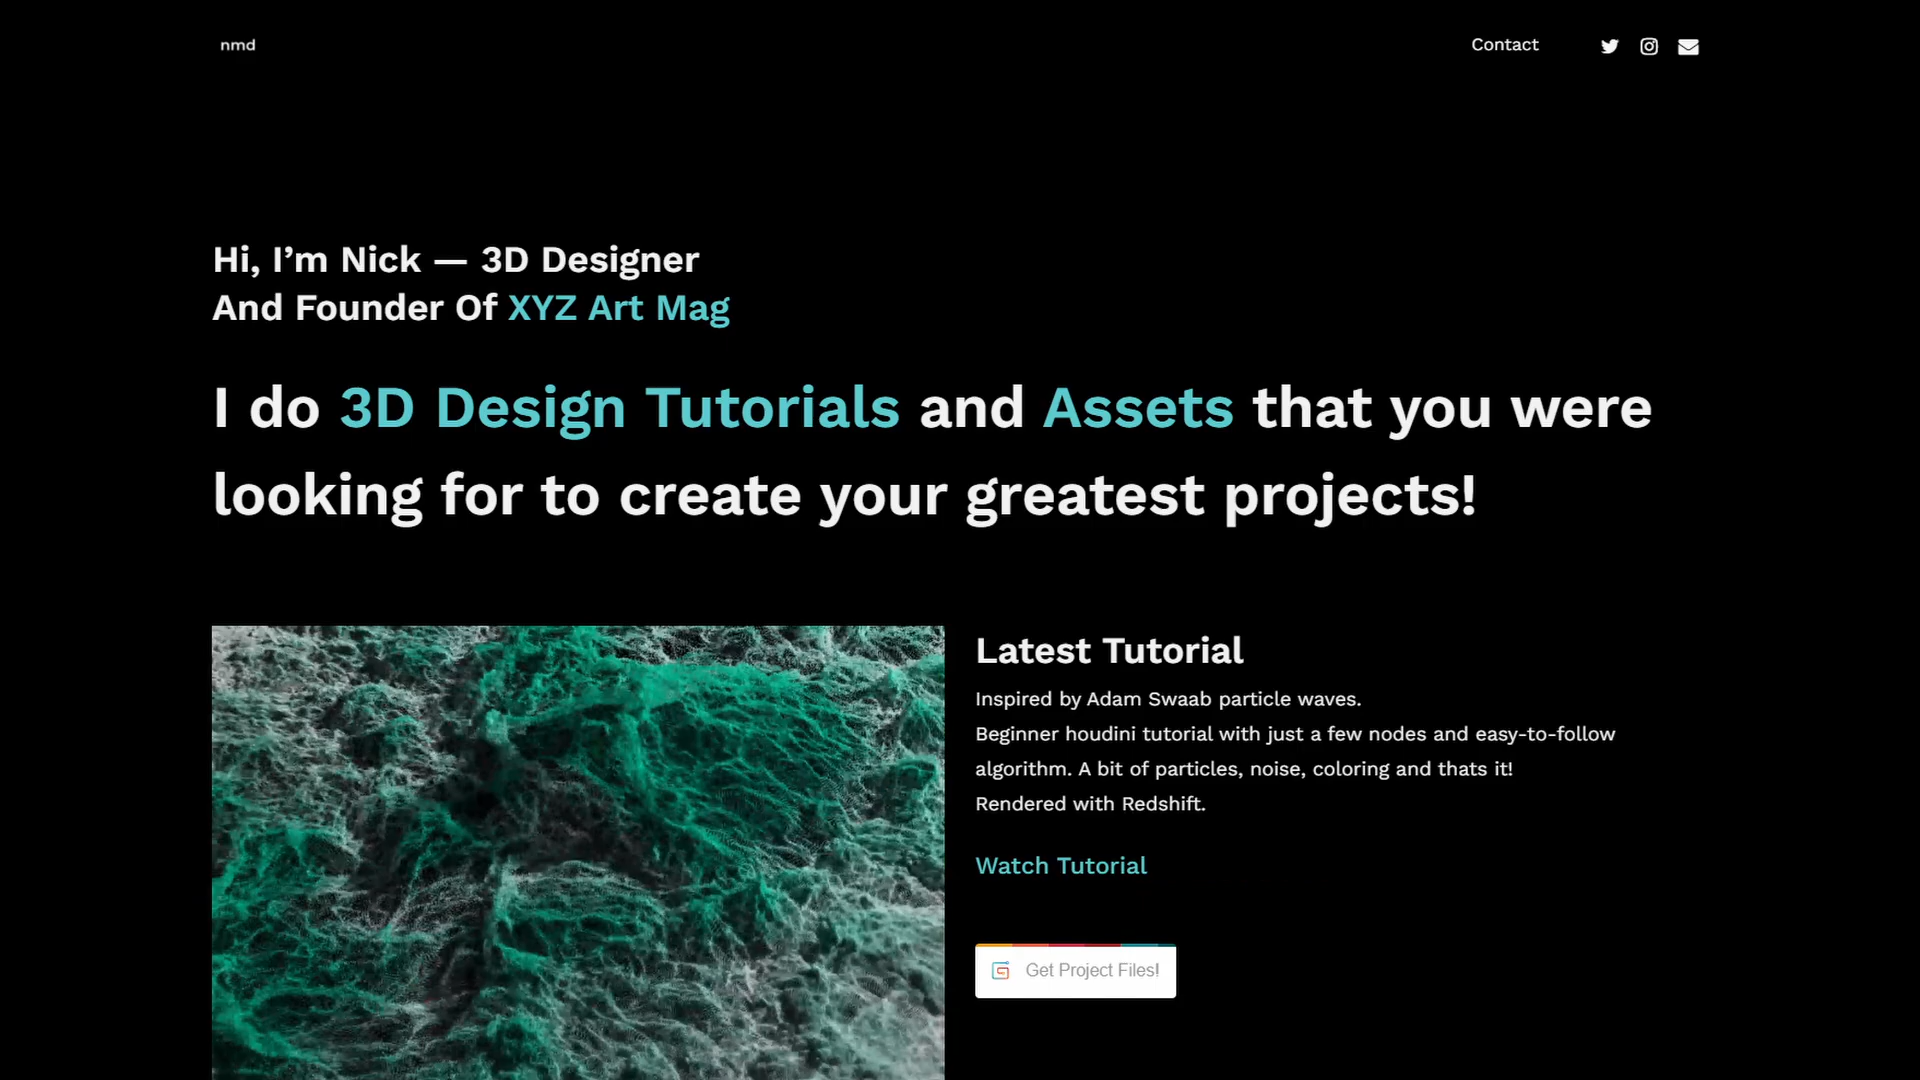 nmd
Contact
Hi, I’m Nick — 3D Designer
And Founder Of XYZ Art Mag
I do 3D Design Tutorials and Assets that you were
looking for to create your greatest projects!
Latest Tutorial
Inspired by Adam Swaab particle waves.
Beginner houdini tutorial with just a few nodes and easy-to-follow
algorithm. A bit of particles, noise, coloring and thats it!
Rendered with Redshift.
Watch Tutorial
Get Project Files!